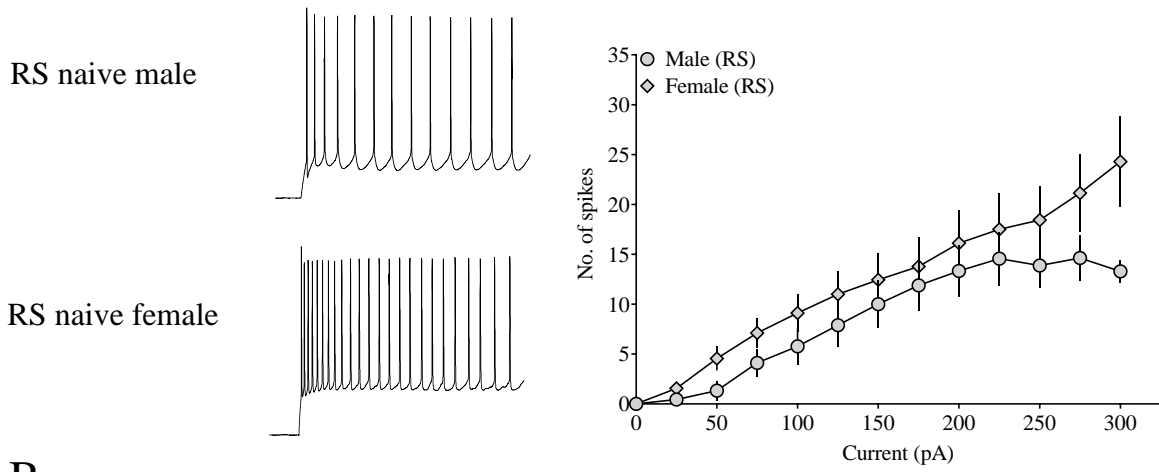 RS naive male
RS naive female
35
30
25
20
15
10
5
0
No. of spikes
Male (RS)
Female (RS)
0 50 100 150 200 250 300
Current (pA)